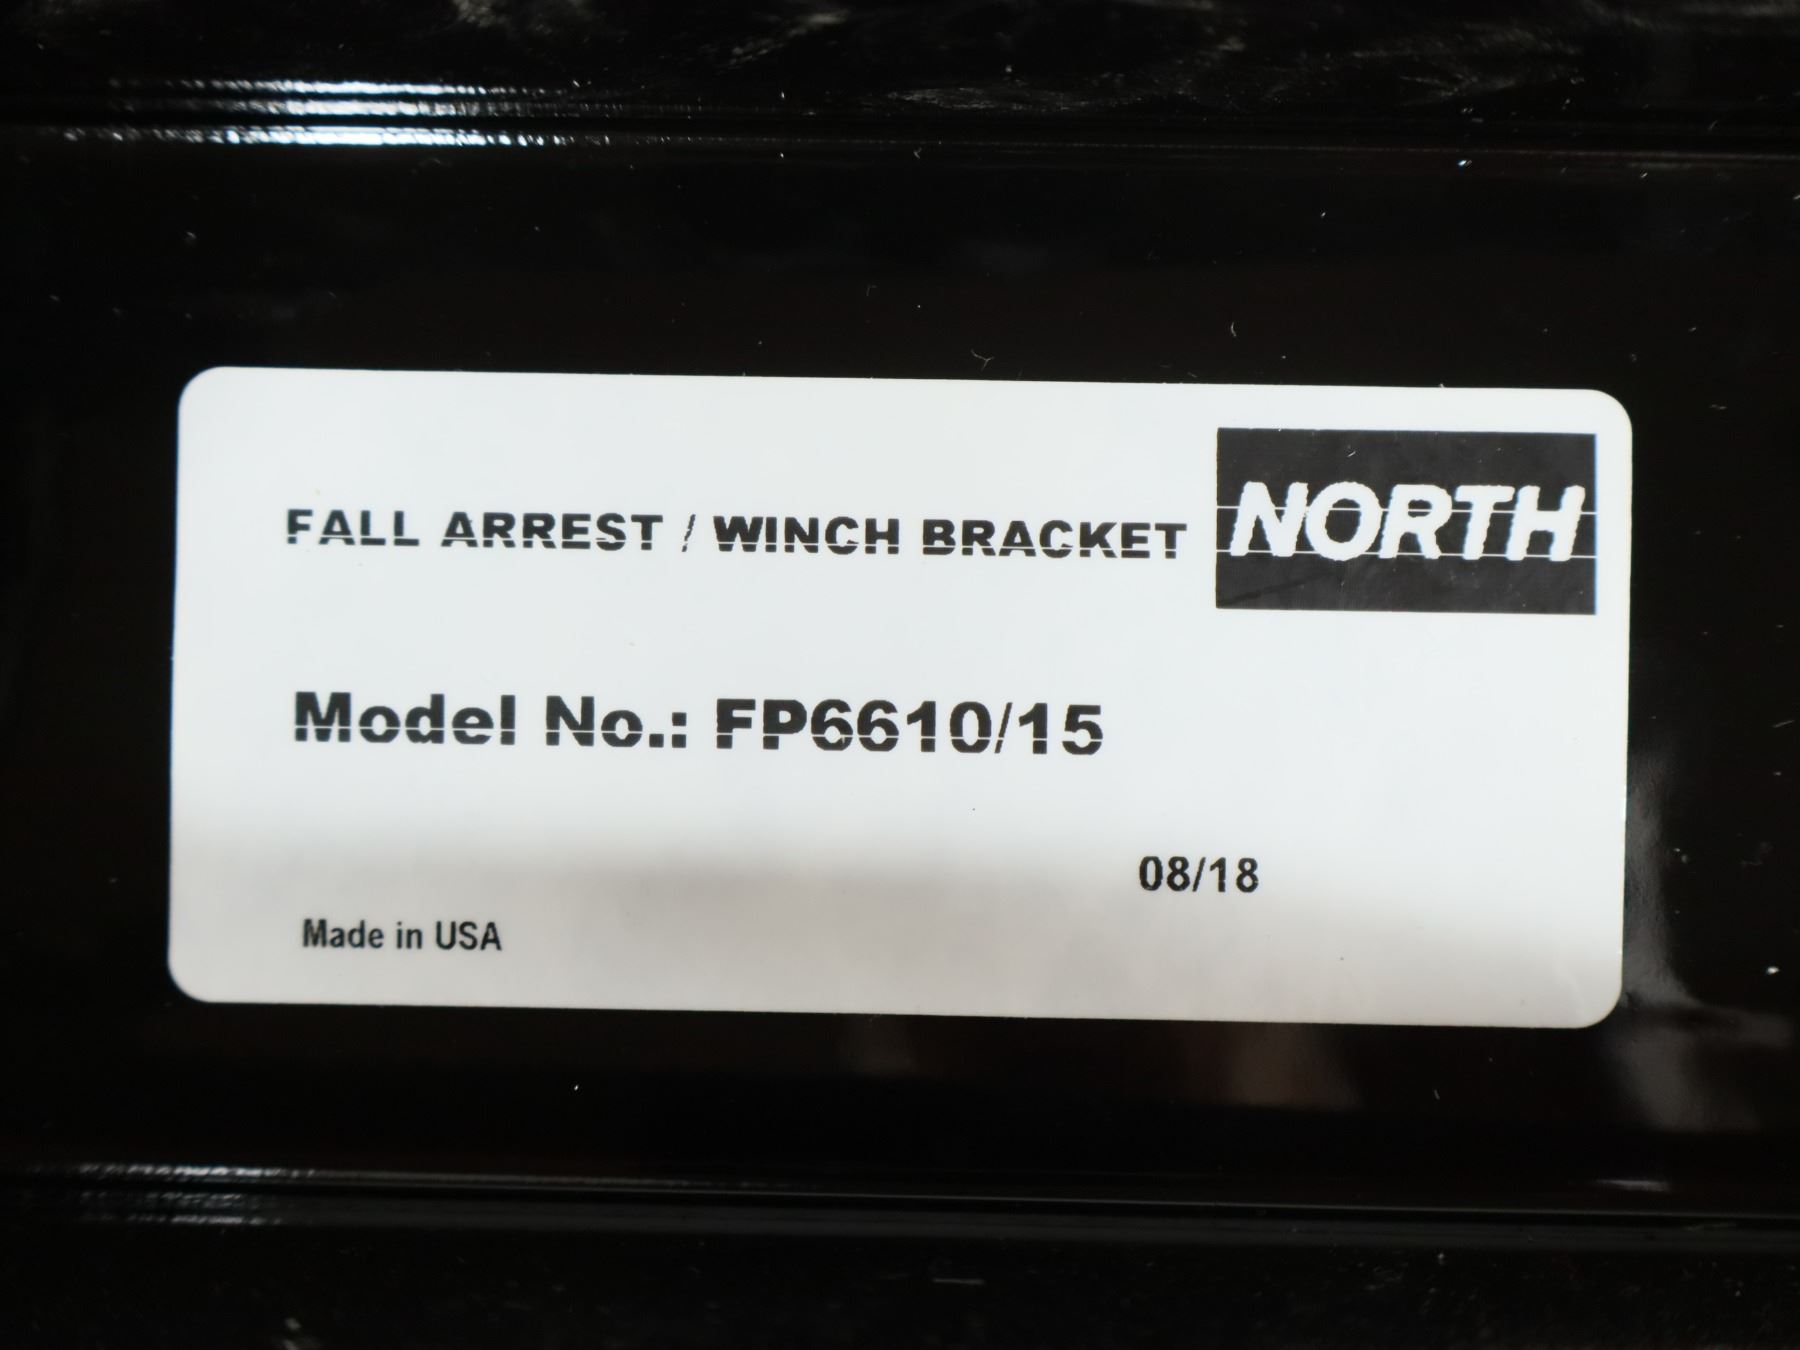 FALL ARREST / WINCH BRACKET
NORTH
Model No.: FP6610/15
08/18
Made in USA